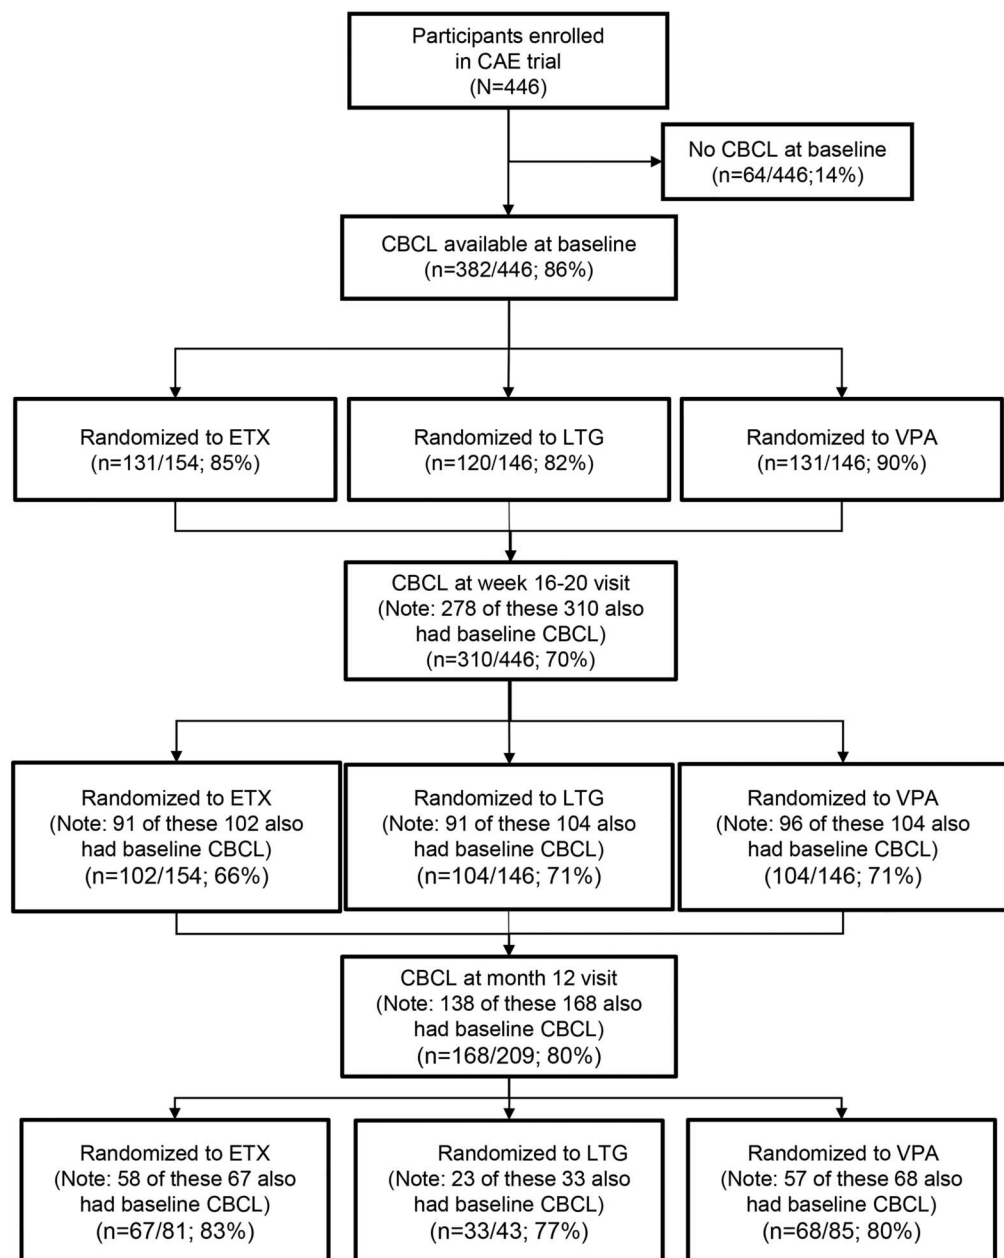 Participants enrolled
in CAE trial
(N=446)
No CBCL at baseline
(n=64/446;14%)
CBCL available at baseline
(n=382/446; 86%)
Randomized to ETX
(n=131/154; 85%)
Randomized to LTG
(n=120/146; 82%)
Randomized to VPA
(n=131/146; 90%)
CBCL at week 16-20 visit
(Note: 278 of these 310 also
had baseline CBCL)
(n=310/446; 70%)
Randomized to ETX
(Note: 91 of these 102 also
had baseline CBCL)
(n=102/154; 66%)
Randomized to LTG
(Note: 91 of these 104 also
had baseline CBCL)
(n=104/146; 71%)
Randomized to VPA
(Note: 96 of these 104 also
had baseline CBCL)
(104/146; 71%)
CBCL at month 12 visit
(Note: 138 of these 168 also
had baseline CBCL)
(n=168/209; 80%)
Randomized to ETX
(Note: 58 of these 67 also
had baseline CBCL)
(n=67/81; 83%)
Randomized to LTG
(Note: 23 of these 33 also
had baseline CBCL)
(n=33/43; 77%)
Randomized to VPA
(Note: 57 of these 68 also
had baseline CBCL)
(n=68/85; 80%)